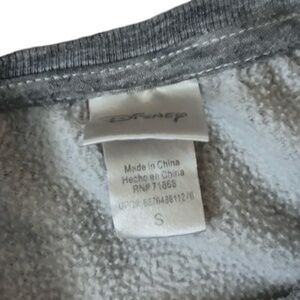 Disney
Made in China
Hecho en China
RN# 71868
S